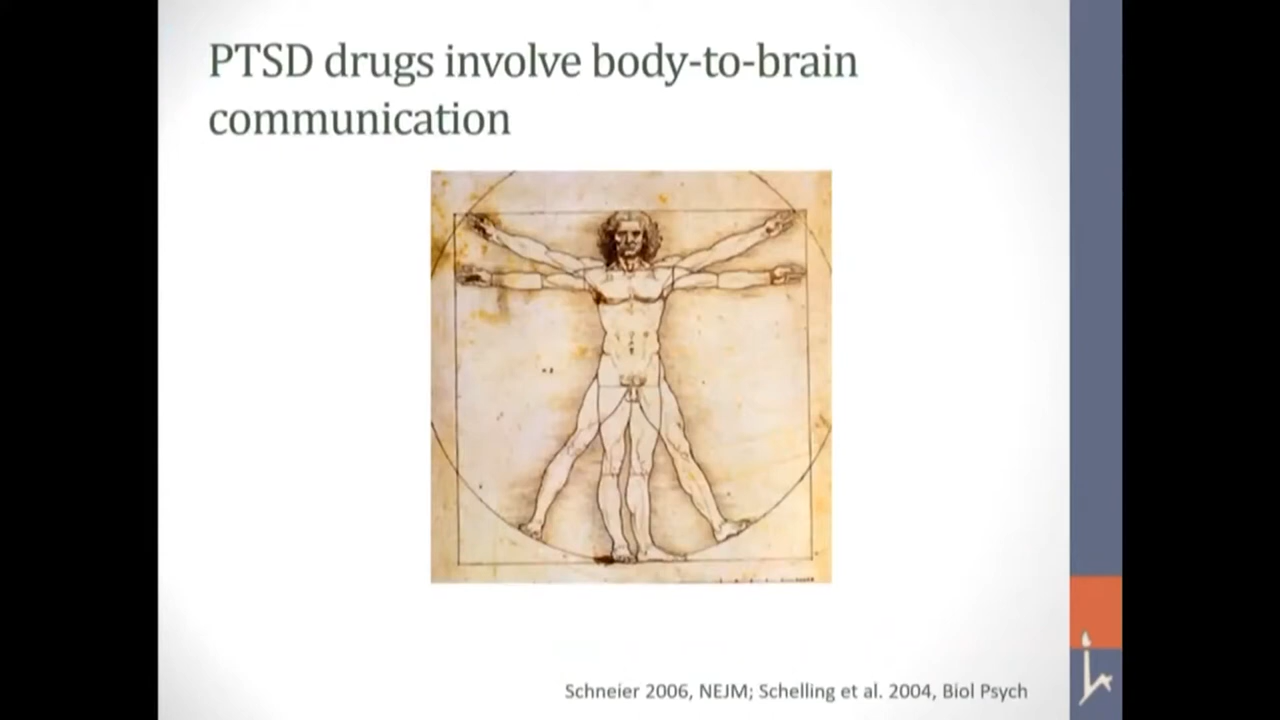 PTSD drugs involve body-to-brain
communication
Schneier 2006, NEJM; Schelling et al. 2004, Biol Psych